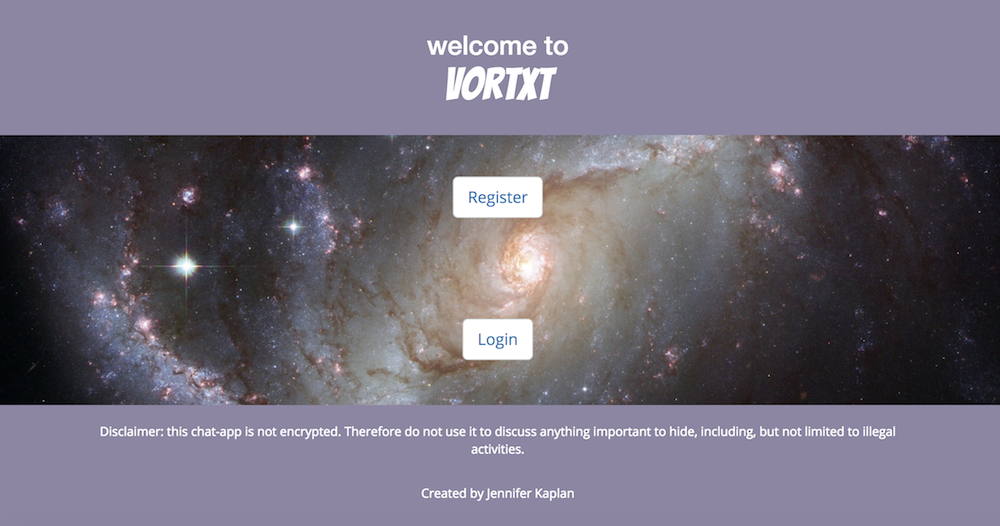 welcome to
VORTXT
Register
Login
Disclaimer: this chat-app is not encrypted. Therefore do not use it to discuss anything important to hide, including, but not limited to illegal
activities.
Created by Jennifer Kaplan